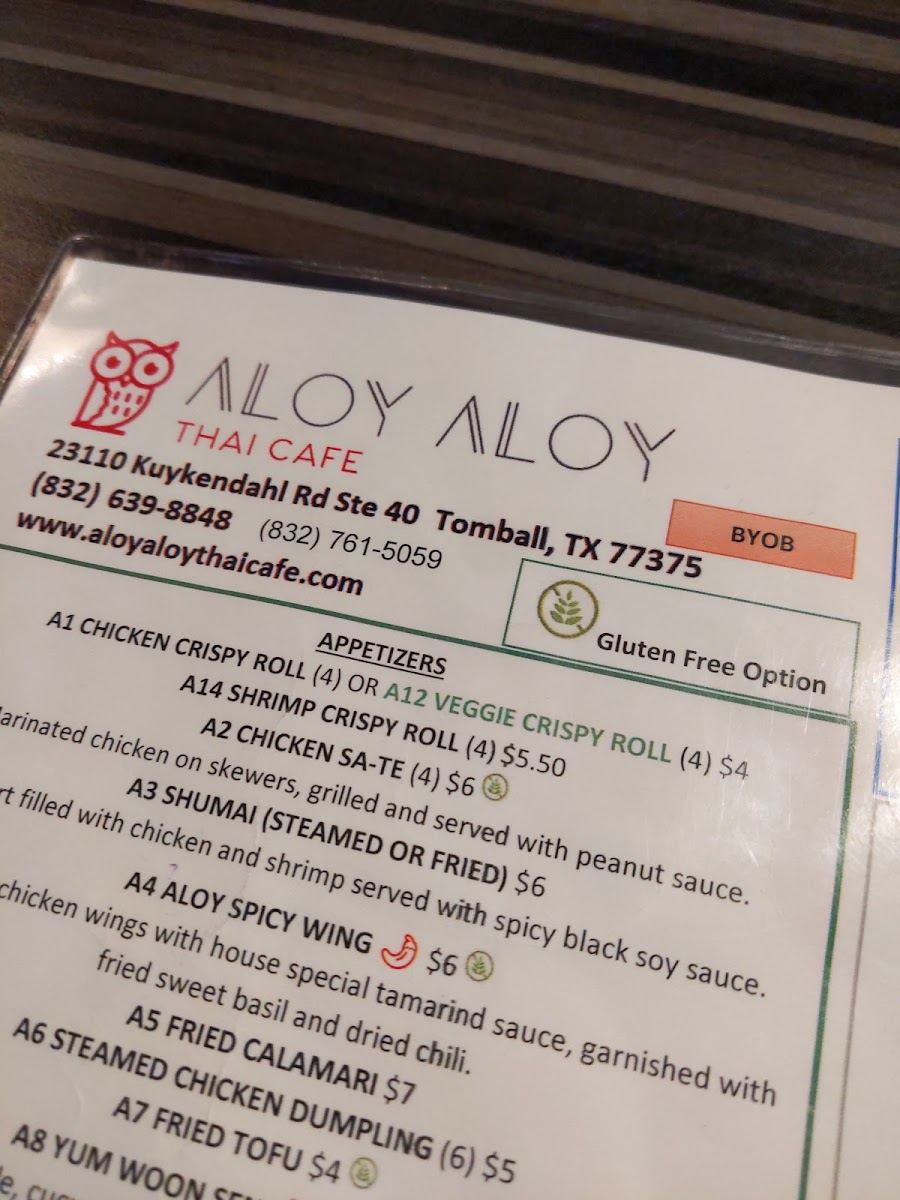 ALOY ALOY
THAI CAFE
23110 Kuykendahl Rd Ste 40 Tomball, TX 77375
(832) 639-8848 (832) 761-5059
www.aloyaloythaicafe.com
BYOB
Gluten Free Option
APPETIZERS
A1 CHICKEN CRISPY ROLL (4) OR A12 VEGGIE CRISPY ROLL (4) $4
A14 SHRIMP CRISPY ROLL (4) $5.50
A2 CHICKEN SA-TE (4) $6
chicken on skewers, grilled and served with peanut sauce.
A3 SHUMAI (STEAMED OR FRIED) $6
filled with chicken and shrimp served with spicy black soy sauce.
A4 ALOY SPICY WING $6
chicken wings with house special tamarind sauce, garnished with
fried sweet basil and dried chili.
A5 FRIED CALAMARI $7
A6 STEAMED CHICKEN DUMPLING (6) $5
A7 FRIED TOFU $4
A8 YUM WOON